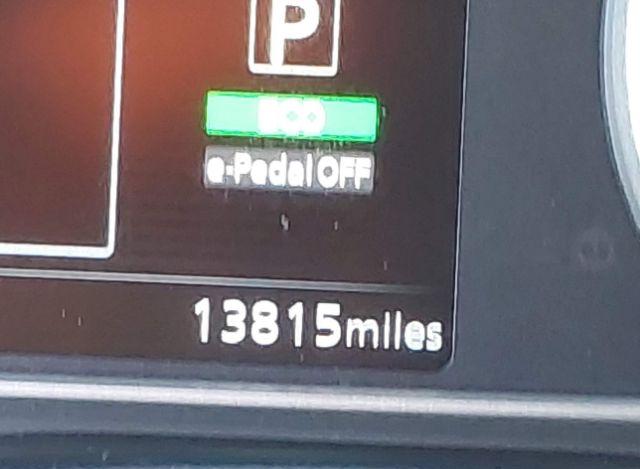 P
ECO
e-Pedal OFF
13815miles